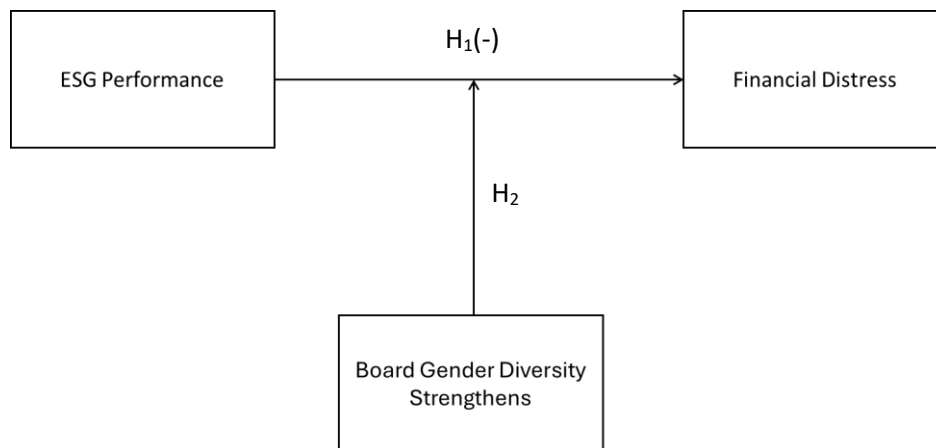 H₁(-)
ESG Performance
Financial Distress
H₂
Board Gender Diversity
Strengthens